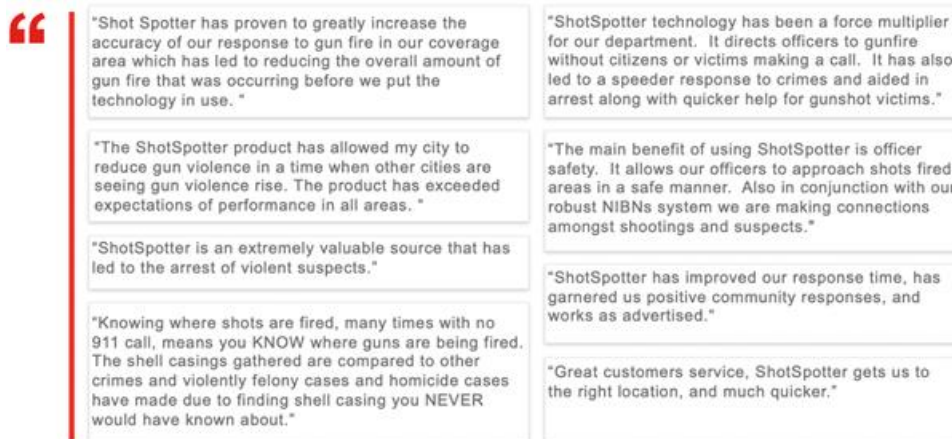 "Shot Spotter has proven to greatly increase the
accuracy of our response to gun fire in our coverage
area which has led to reducing the overall amount of
gun fire that was occurring before we put the
technology in use. "
"The ShotSpotter product has allowed my city to
reduce gun violence in a time when other cities are
seeing gun violence rise. The product has exceeded
expectations of performance in all areas. "
"ShotSpotter is an extremely valuable source that has
led to the arrest of violent suspects."
"Knowing where shots are fired, many times with no
911 call, means you KNOW where guns are being fired.
The shell casings gathered are compared to other
crimes and violently felony cases and homicide cases
have made due to finding shell casing you NEVER
would have known about."
"ShotSpotter technology has been a force multiplier
for our department. It directs officers to gunfire
without citizens or victims making a call. It has also
led to a speeder response to crimes and aided in
arrest along with quicker help for gunshot victims."
"The main benefit of using ShotSpotter is officer
safety. It allows our officers to approach shots fired
areas in a safe manner. Also in conjunction with our
robust NIBNs system we are making connections
amongst shootings and suspects."
"ShotSpotter has improved our response time, has
garnered us positive community responses, and
works as advertised."
"Great customers service, ShotSpotter gets us to
the right location, and much quicker."